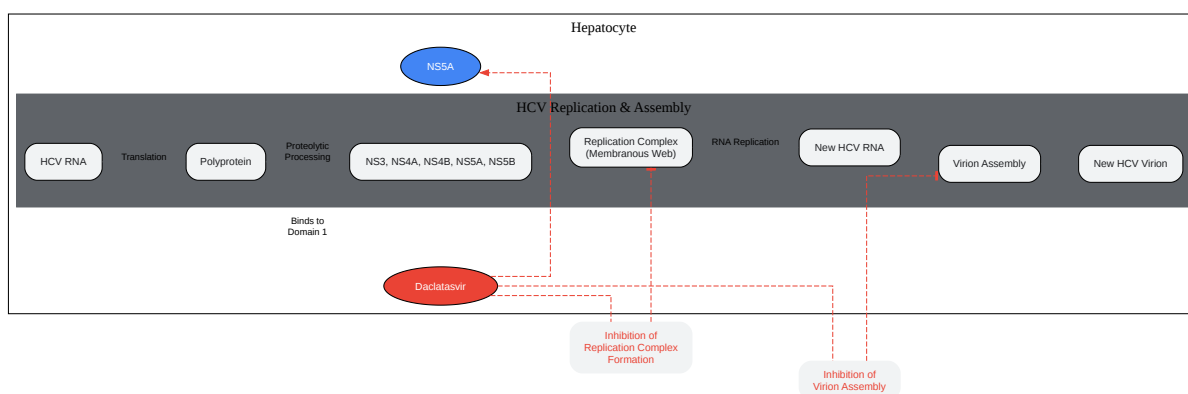 Hepatocyte
NS5A
HCV Replication & Assembly
HCV RNA
Translation
Polyprotein
Proteolytic
Processing
NS3, NS4A, NS4B, NS5A, NS5B
Replication Complex
(Membranous Web)
RNA Replication
New HCV RNA
Virion Assembly
New HCV Virion
Binds to
Domain 1
Daclatasvir
Inhibition of
Replication Complex
Formation
Inhibition of
Virion Assembly